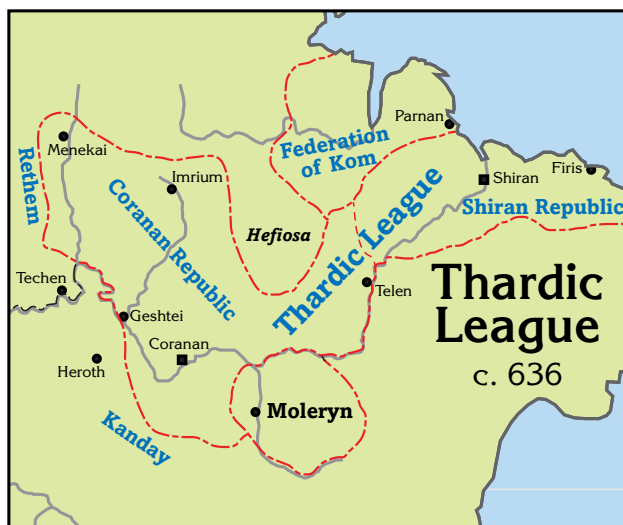 Parnan
Menekai
Federation
of Kom
Firis
Imrium
Shiran
Rethem
Shiran Republic
Coranan Republic
Hefiosa
Thardic League
Techen
Telen
Thardic
League
c. 636
Geshtei
Coranan
Heroth
Moleryn
Kanday